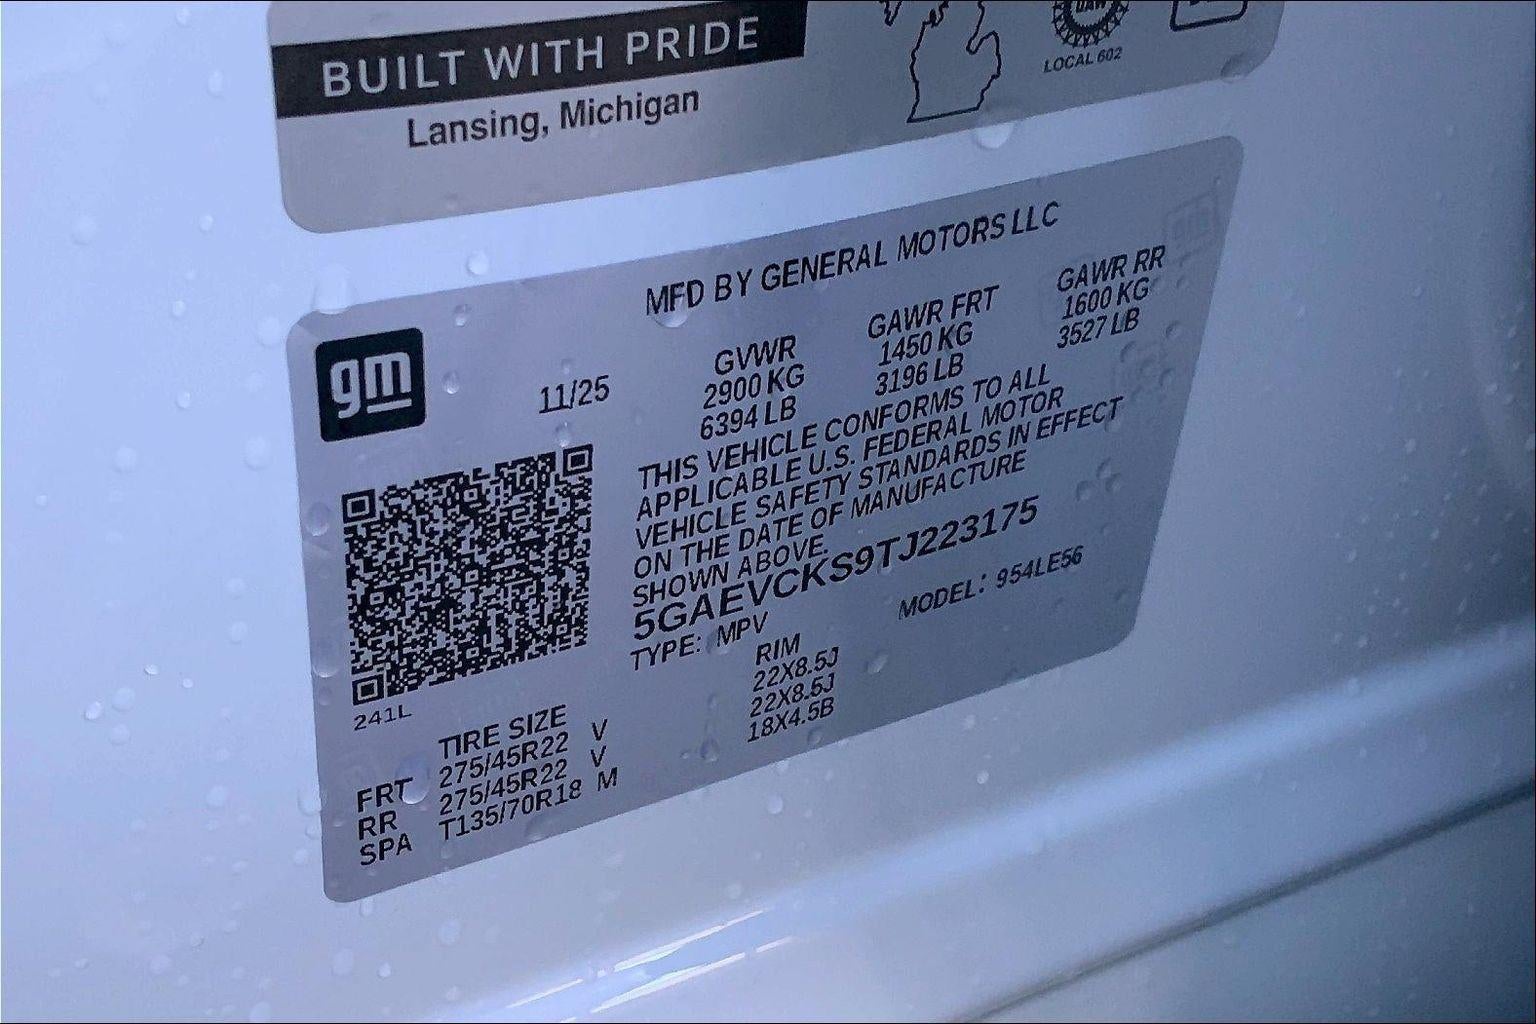 BUILT WITH PRIDE
Lansing, Michigan
UAW
LOCAL 602
MFD BY GENERAL MOTORS LLC
gm
11/25
GVWR GAWR FRT GAWR RR
2900 KG 1450 KG 1600 KG
6394 LB 3196 LB 3527 LB
THIS VEHICLE CONFORMS TO ALL
APPLICABLE U.S. FEDERAL MOTOR
VEHICLE SAFETY STANDARDS IN EFFECT
ON THE DATE OF MANUFACTURE
SHOWN ABOVE.
5GAEVCKS9TJ223175
TYPE: MPV MODEL: 954LE56
241L
TIRE SIZE RIM
FRT 275/45R22 V 22X8.5J
RR 275/45R22 V 22X8.5J
SPA T135/70R18 M 18X4.5B